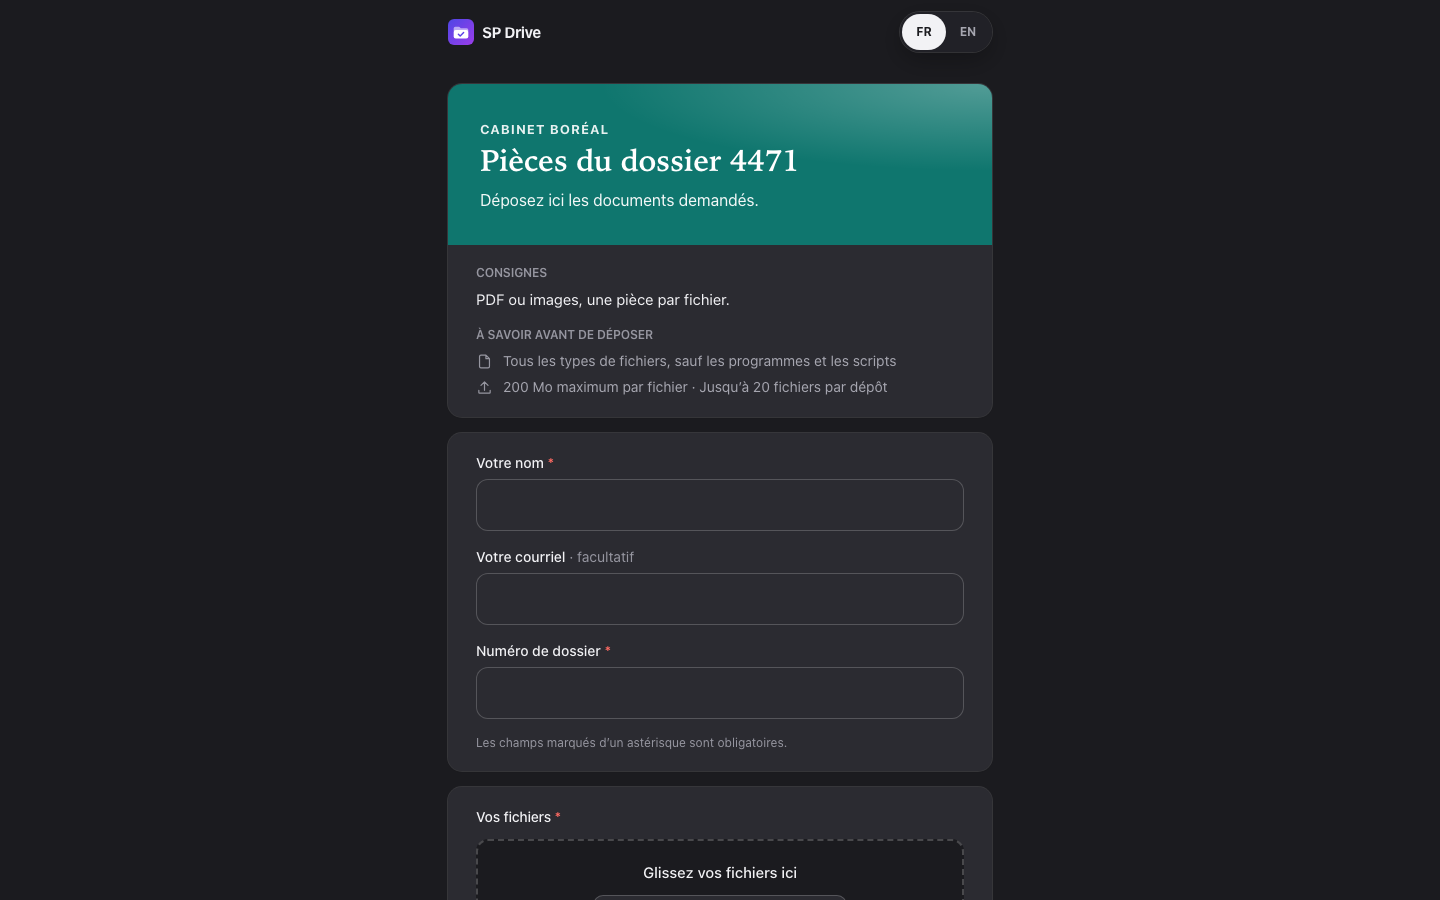 SP Drive
FR EN
CABINET BORÉAL
Pièces du dossier 4471
Déposez ici les documents demandés.
CONSIGNES
PDF ou images, une pièce par fichier.
À SAVOIR AVANT DE DÉPOSER
Tous les types de fichiers, sauf les programmes et les scripts
200 Mo maximum par fichier · Jusqu’à 20 fichiers par dépôt
Votre nom *
Votre courriel · facultatif
Numéro de dossier *
Les champs marqués d’un astérisque sont obligatoires.
Vos fichiers *
Glissez vos fichiers ici